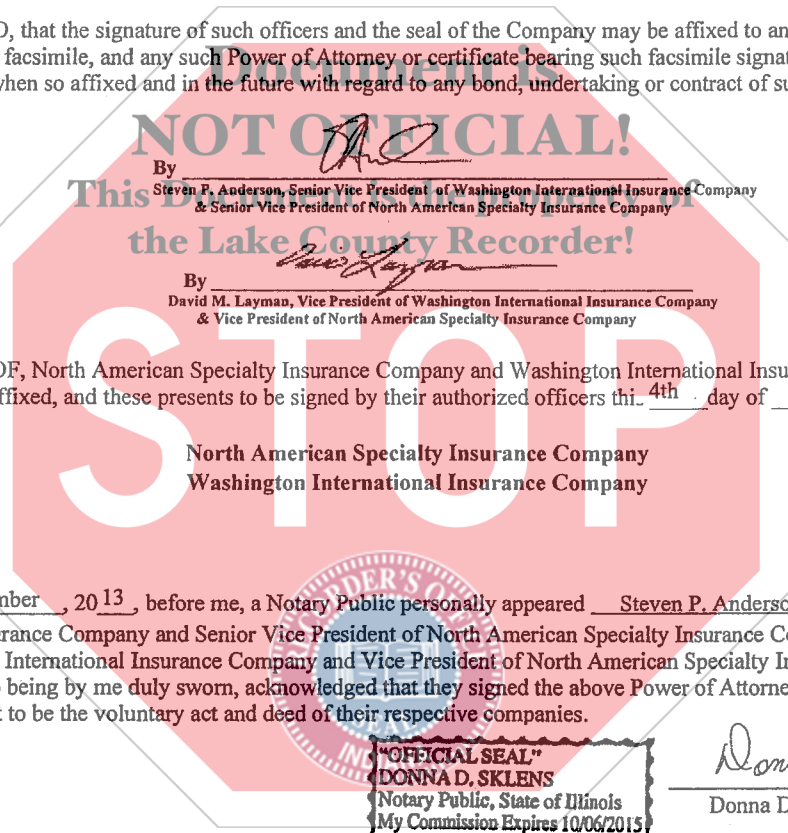 D, that the signature of such officers and the seal of the Company may be affixed to an
facsimile, and any such Power of Attorney or certificate bearing such facsimile signat
when so affixed and in the future with regard to any bond, undertaking or contract of su
Document is
NOT OFFICIAL!
This Document is the property of
the Lake County Recorder!
STOP
By
Steven P. Anderson, Senior Vice President of Washington International Insurance Company
& Senior Vice President of North American Specialty Insurance Company
By
David M. Layman, Vice President of Washington International Insurance Company
& Vice President of North American Specialty Insurance Company
OF, North American Specialty Insurance Company and Washington International Insu
ffixed, and these presents to be signed by their authorized officers thi 4th day of
North American Specialty Insurance Company
Washington International Insurance Company
mber , 2013 , before me, a Notary Public personally appeared Steven P. Anderso
urance Company and Senior Vice President of North American Specialty Insurance Co
International Insurance Company and Vice President of North American Specialty In
being by me duly sworn, acknowledged that they signed the above Power of Attorne
t to be the voluntary act and deed of their respective companies.
RECORDER'S OFFI
SEAL
INDI
"OFFICIAL SEAL"
DONNA D. SKLENS
Notary Public, State of Illinois
My Commission Expires 10/06/2015
Don
Donna D